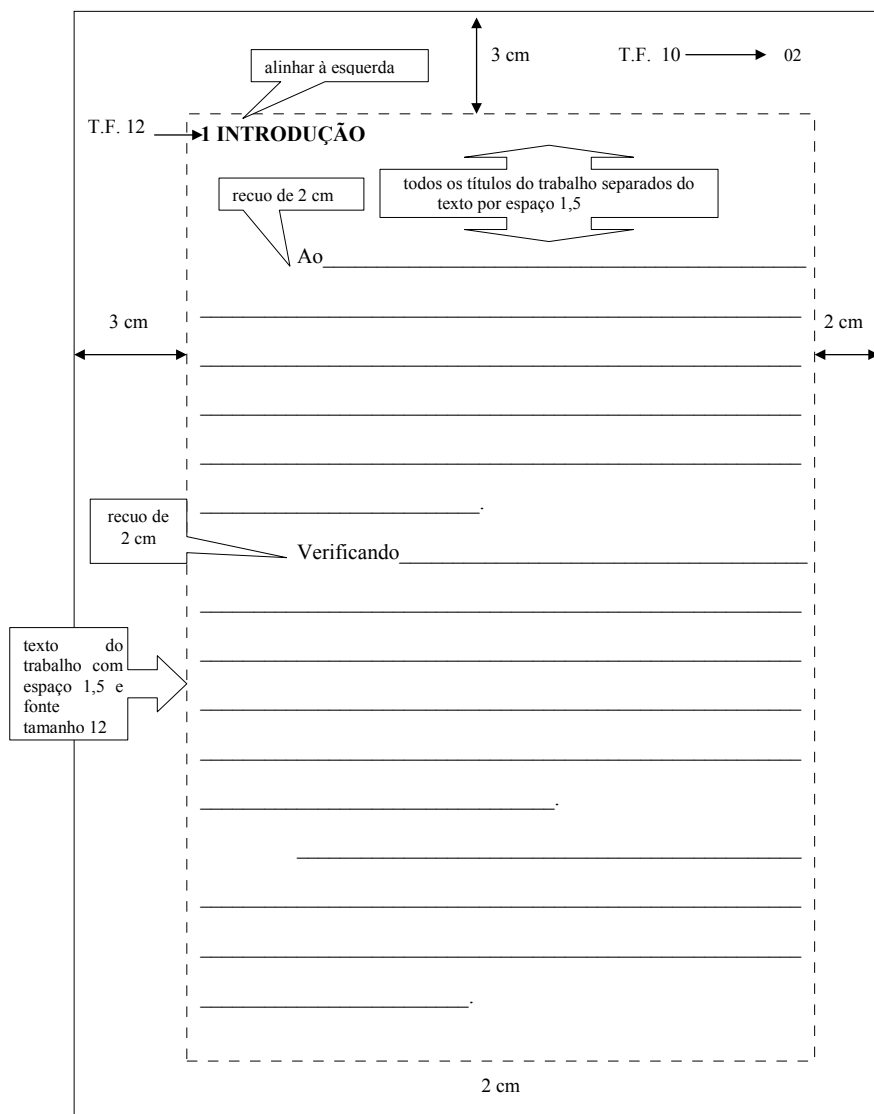 3 cm
T.F. 10
02
alinhar à esquerda
T.F. 12
1 INTRODUÇÃO
todos os títulos do trabalho separados do
texto por espaço 1,5
recuo de 2 cm
Ao
3 cm
2 cm
recuo de
2 cm
Verificando
texto do
trabalho com
espaço 1,5 e
fonte
tamanho 12
2 cm